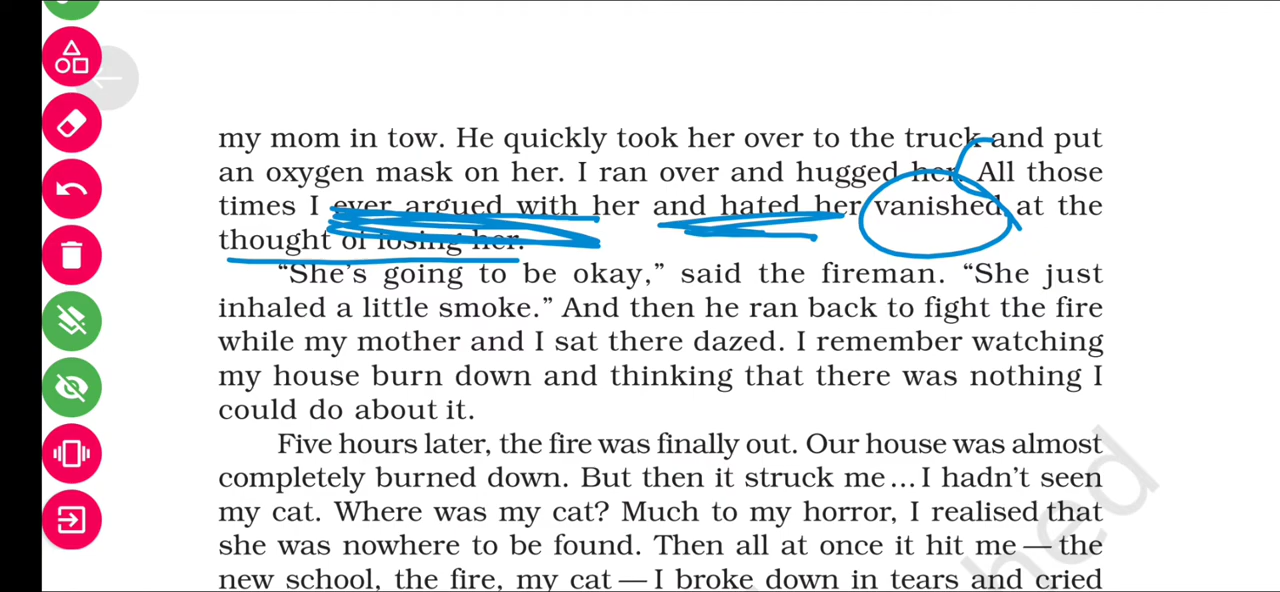 my mom in tow. He quickly took her over to the truck and put
an oxygen mask on her. I ran over and hugged her. All those
times I ever argued with her and hated her vanished at the
thought of losing her.
“She’s going to be okay,” said the fireman. “She just
inhaled a little smoke.” And then he ran back to fight the fire
while my mother and I sat there dazed. I remember watching
my house burn down and thinking that there was nothing I
could do about it.
Five hours later, the fire was finally out. Our house was almost
completely burned down. But then it struck me ... I hadn’t seen
my cat. Where was my cat? Much to my horror, I realised that
she was nowhere to be found. Then all at once it hit me — the
new school, the fire, my cat — I broke down in tears and cried